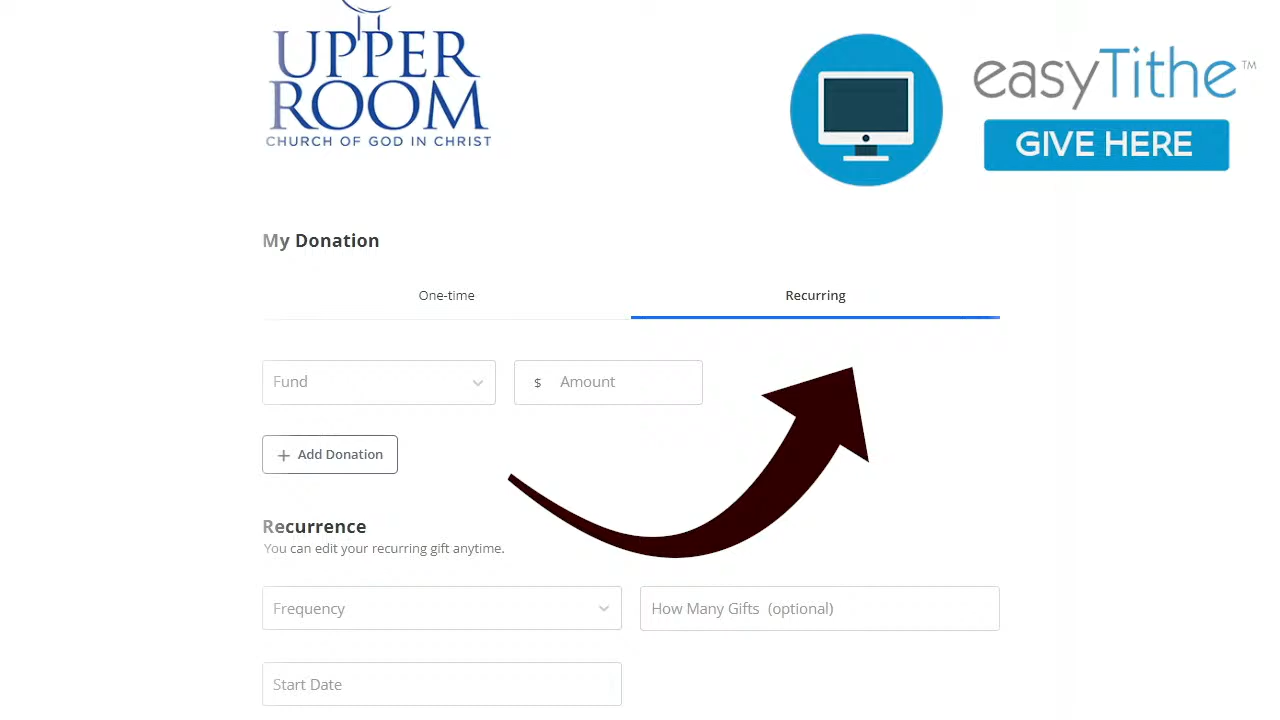 UPPER
ROOM
CHURCH OF GOD IN CHRIST
easyTithe™
GIVE HERE
My Donation
One-time
Recurring
Fund
$ Amount
+ Add Donation
Recurrence
You can edit your recurring gift anytime.
Frequency
How Many Gifts (optional)
Start Date